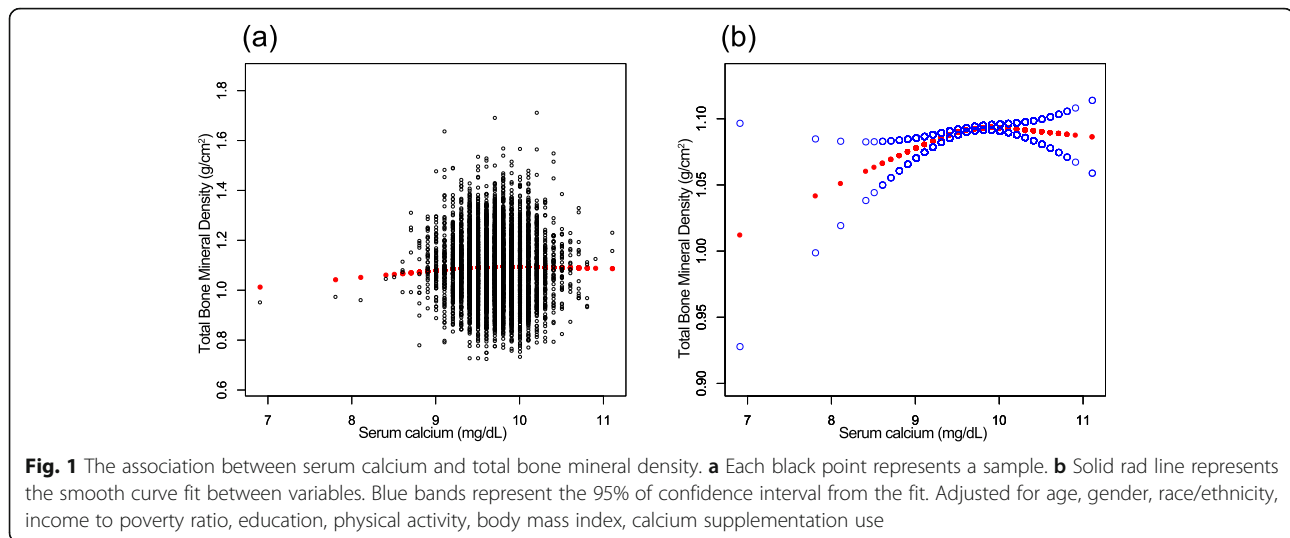 (a)
(b)
Total Bone Mineral Density (g/cm²)
1.8
1.6
1.4
1.2
1.0
0.8
0.6
7 8 9 10 11
Serum calcium (mg/dL)
Total Bone Mineral Density (g/cm²)
1.10
1.05
1.00
0.95
0.90
7 8 9 10 11
Serum calcium (mg/dL)
Fig. 1 The association between serum calcium and total bone mineral density. a Each black point represents a sample. b Solid rad line represents
the smooth curve fit between variables. Blue bands represent the 95% of confidence interval from the fit. Adjusted for age, gender, race/ethnicity,
income to poverty ratio, education, physical activity, body mass index, calcium supplementation use